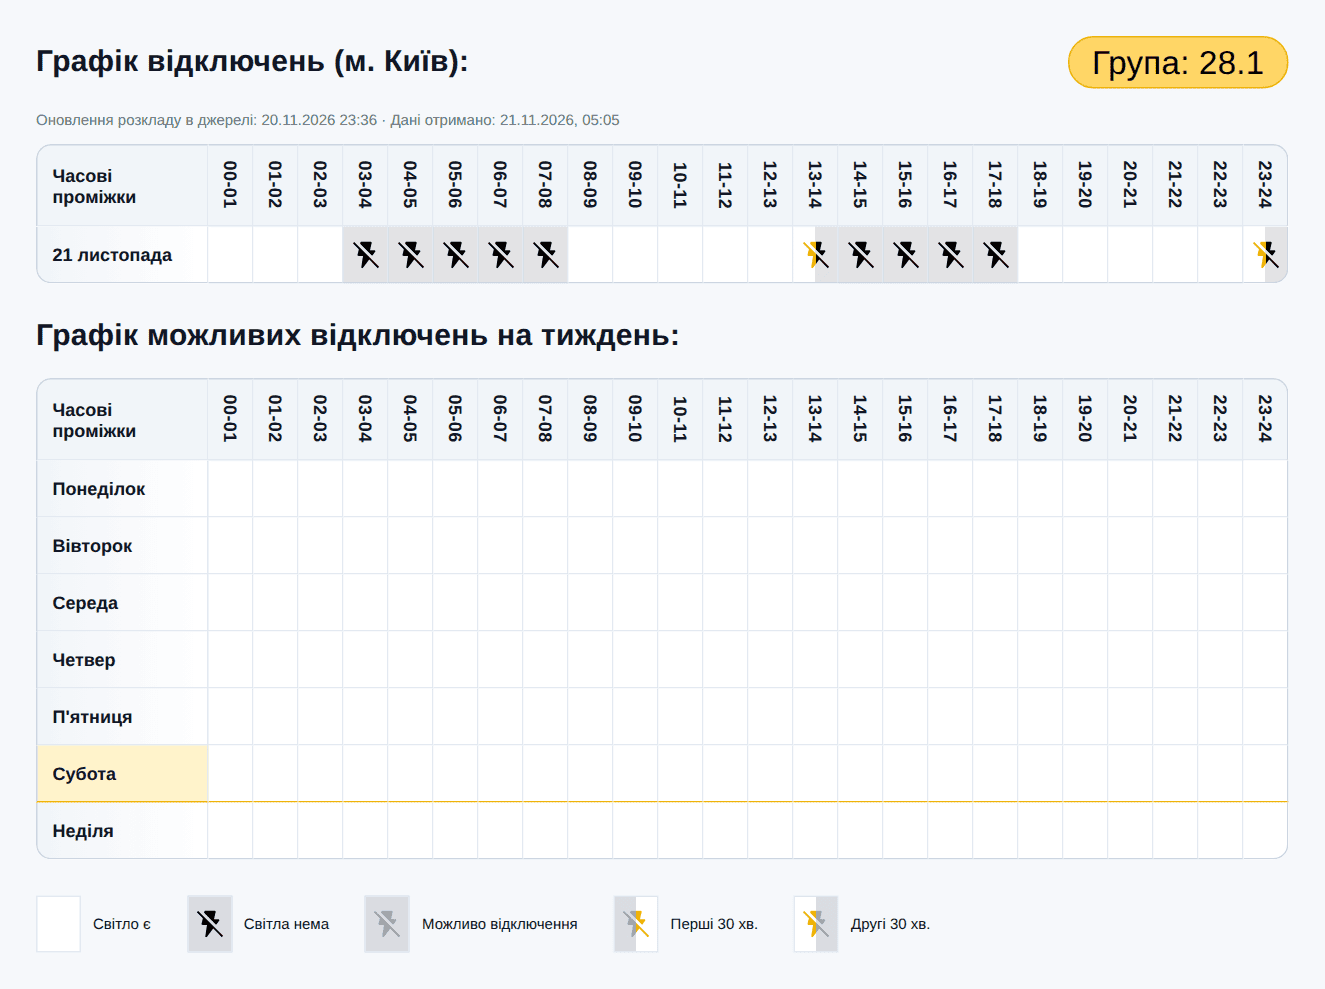 Графік відключень (м. Київ):
Група: 28.1
Оновлення розкладу в джерелі: 20.11.2026 23:36 · Дані отримано: 21.11.2026, 05:05
Часові проміжки 00-01 01-02 02-03 03-04 04-05 05-06 06-07 07-08 08-09 09-10 10-11 11-12 12-13 13-14 14-15 15-16 16-17 17-18 18-19 19-20 20-21 21-22 22-23 23-24
21 листопада
Графік можливих відключень на тиждень:
Часові проміжки 00-01 01-02 02-03 03-04 04-05 05-06 06-07 07-08 08-09 09-10 10-11 11-12 12-13 13-14 14-15 15-16 16-17 17-18 18-19 19-20 20-21 21-22 22-23 23-24
Понеділок
Вівторок
Середа
Четвер
П'ятниця
Субота
Неділя
Світло є Світла нема Можливо відключення Перші 30 хв. Другі 30 хв.